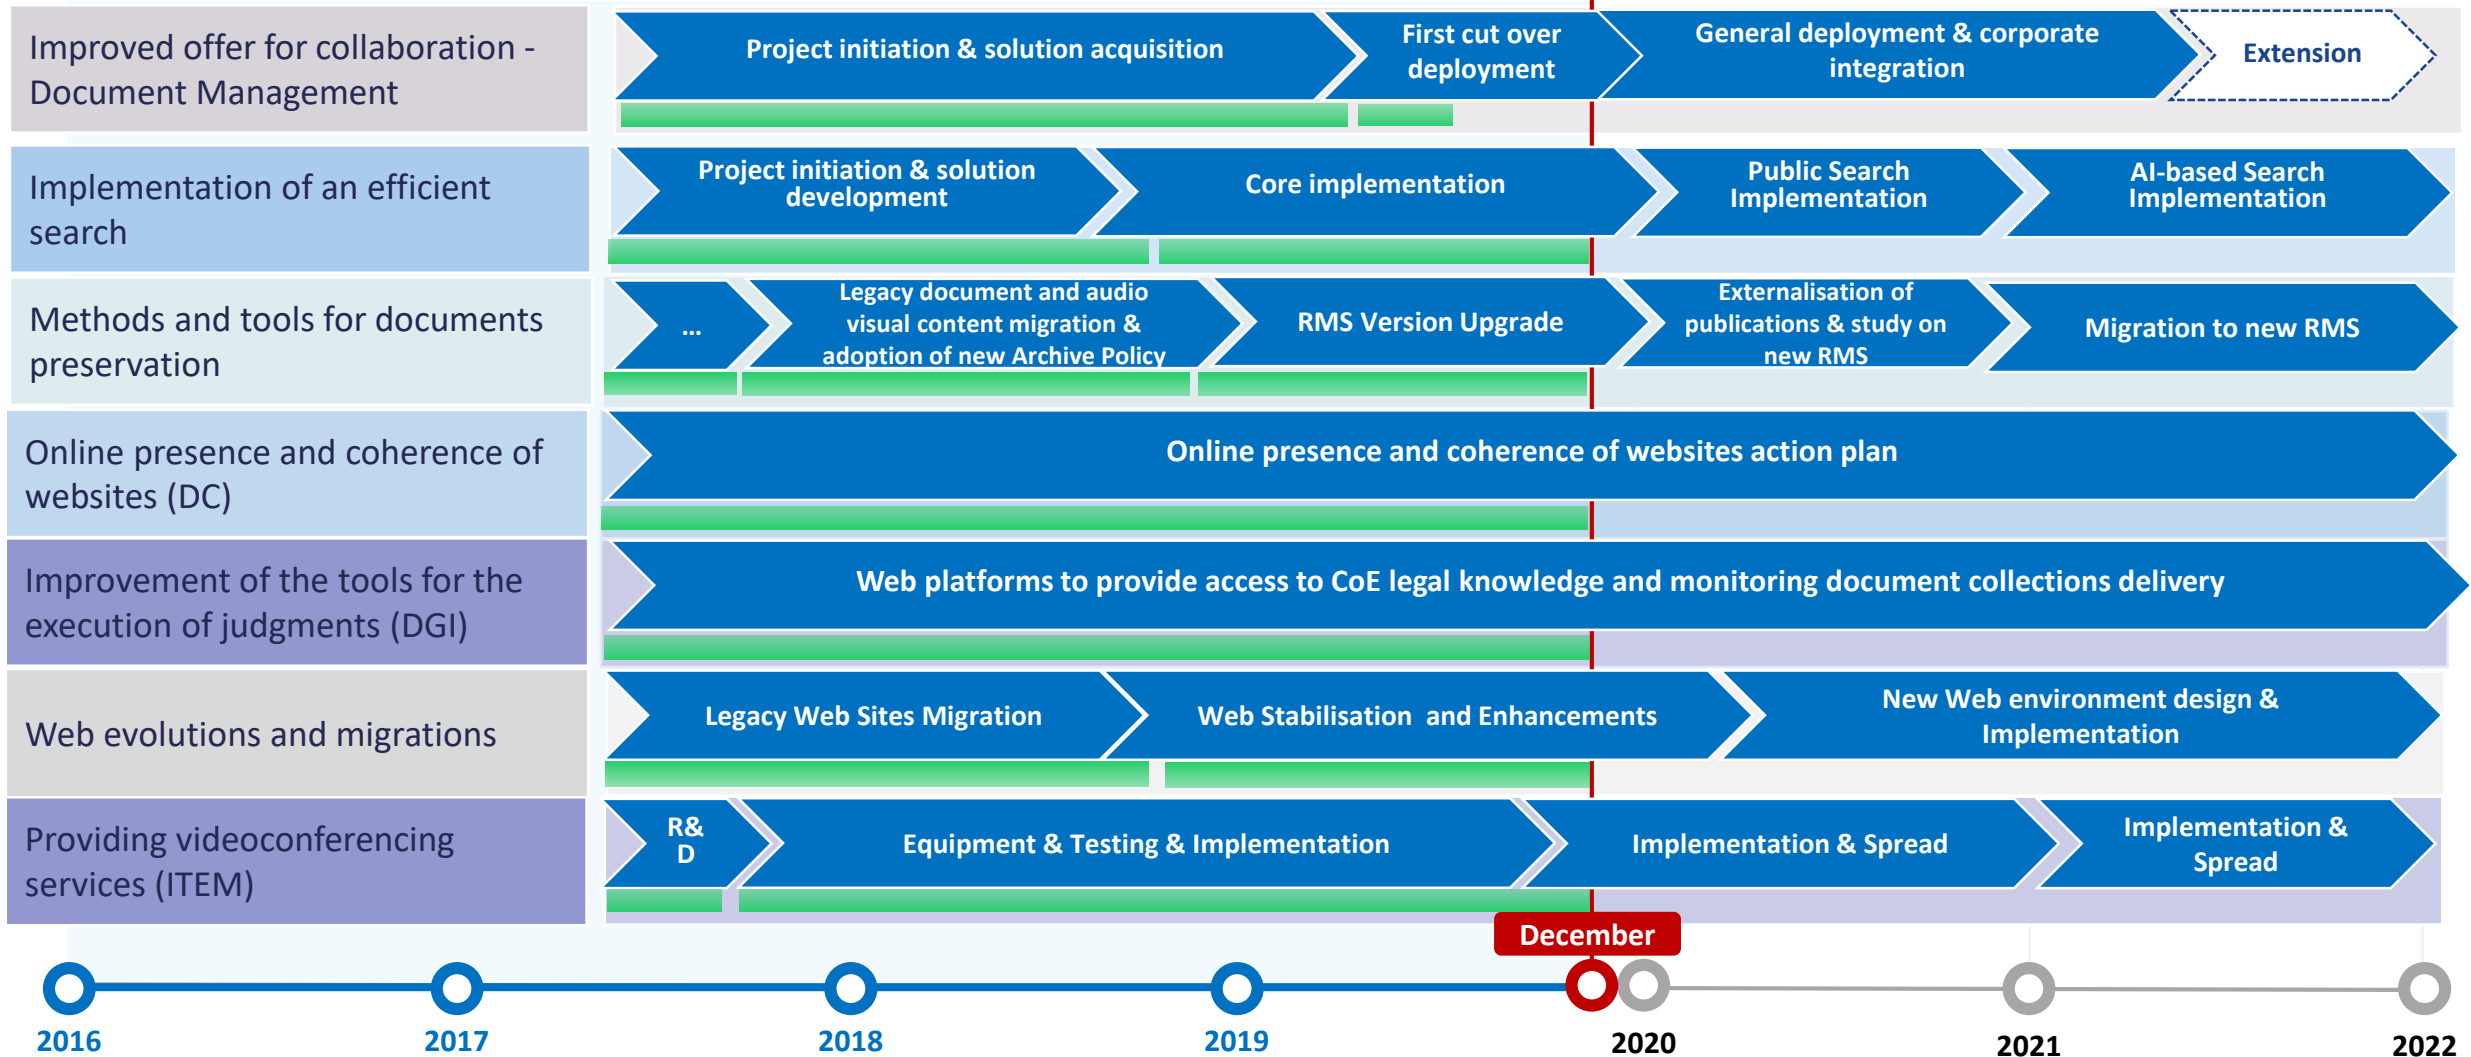 Improved offer for collaboration -
Document Management
Project initiation & solution acquisition
First cut over
deployment
General deployment & corporate
integration
Extension
Implementation of an efficient
search
Project initiation & solution
development
Core implementation
Public Search
Implementation
AI-based Search
Implementation
Methods and tools for documents
preservation
...
Legacy document and audio
visual content migration &
adoption of new Archive Policy
RMS Version Upgrade
Externalisation of
publications & study on
new RMS
Migration to new RMS
Online presence and coherence of
websites (DC)
Online presence and coherence of websites action plan
Improvement of the tools for the
execution of judgments (DGI)
Web platforms to provide access to CoE legal knowledge and monitoring document collections delivery
Web evolutions and migrations
Legacy Web Sites Migration
Web Stabilisation and Enhancements
New Web environment design &
Implementation
Providing videoconferencing
services (ITEM)
R&
D
Equipment & Testing & Implementation
Implementation & Spread
Implementation &
Spread
December
2016
2017
2018
2019
2020
2021
2022